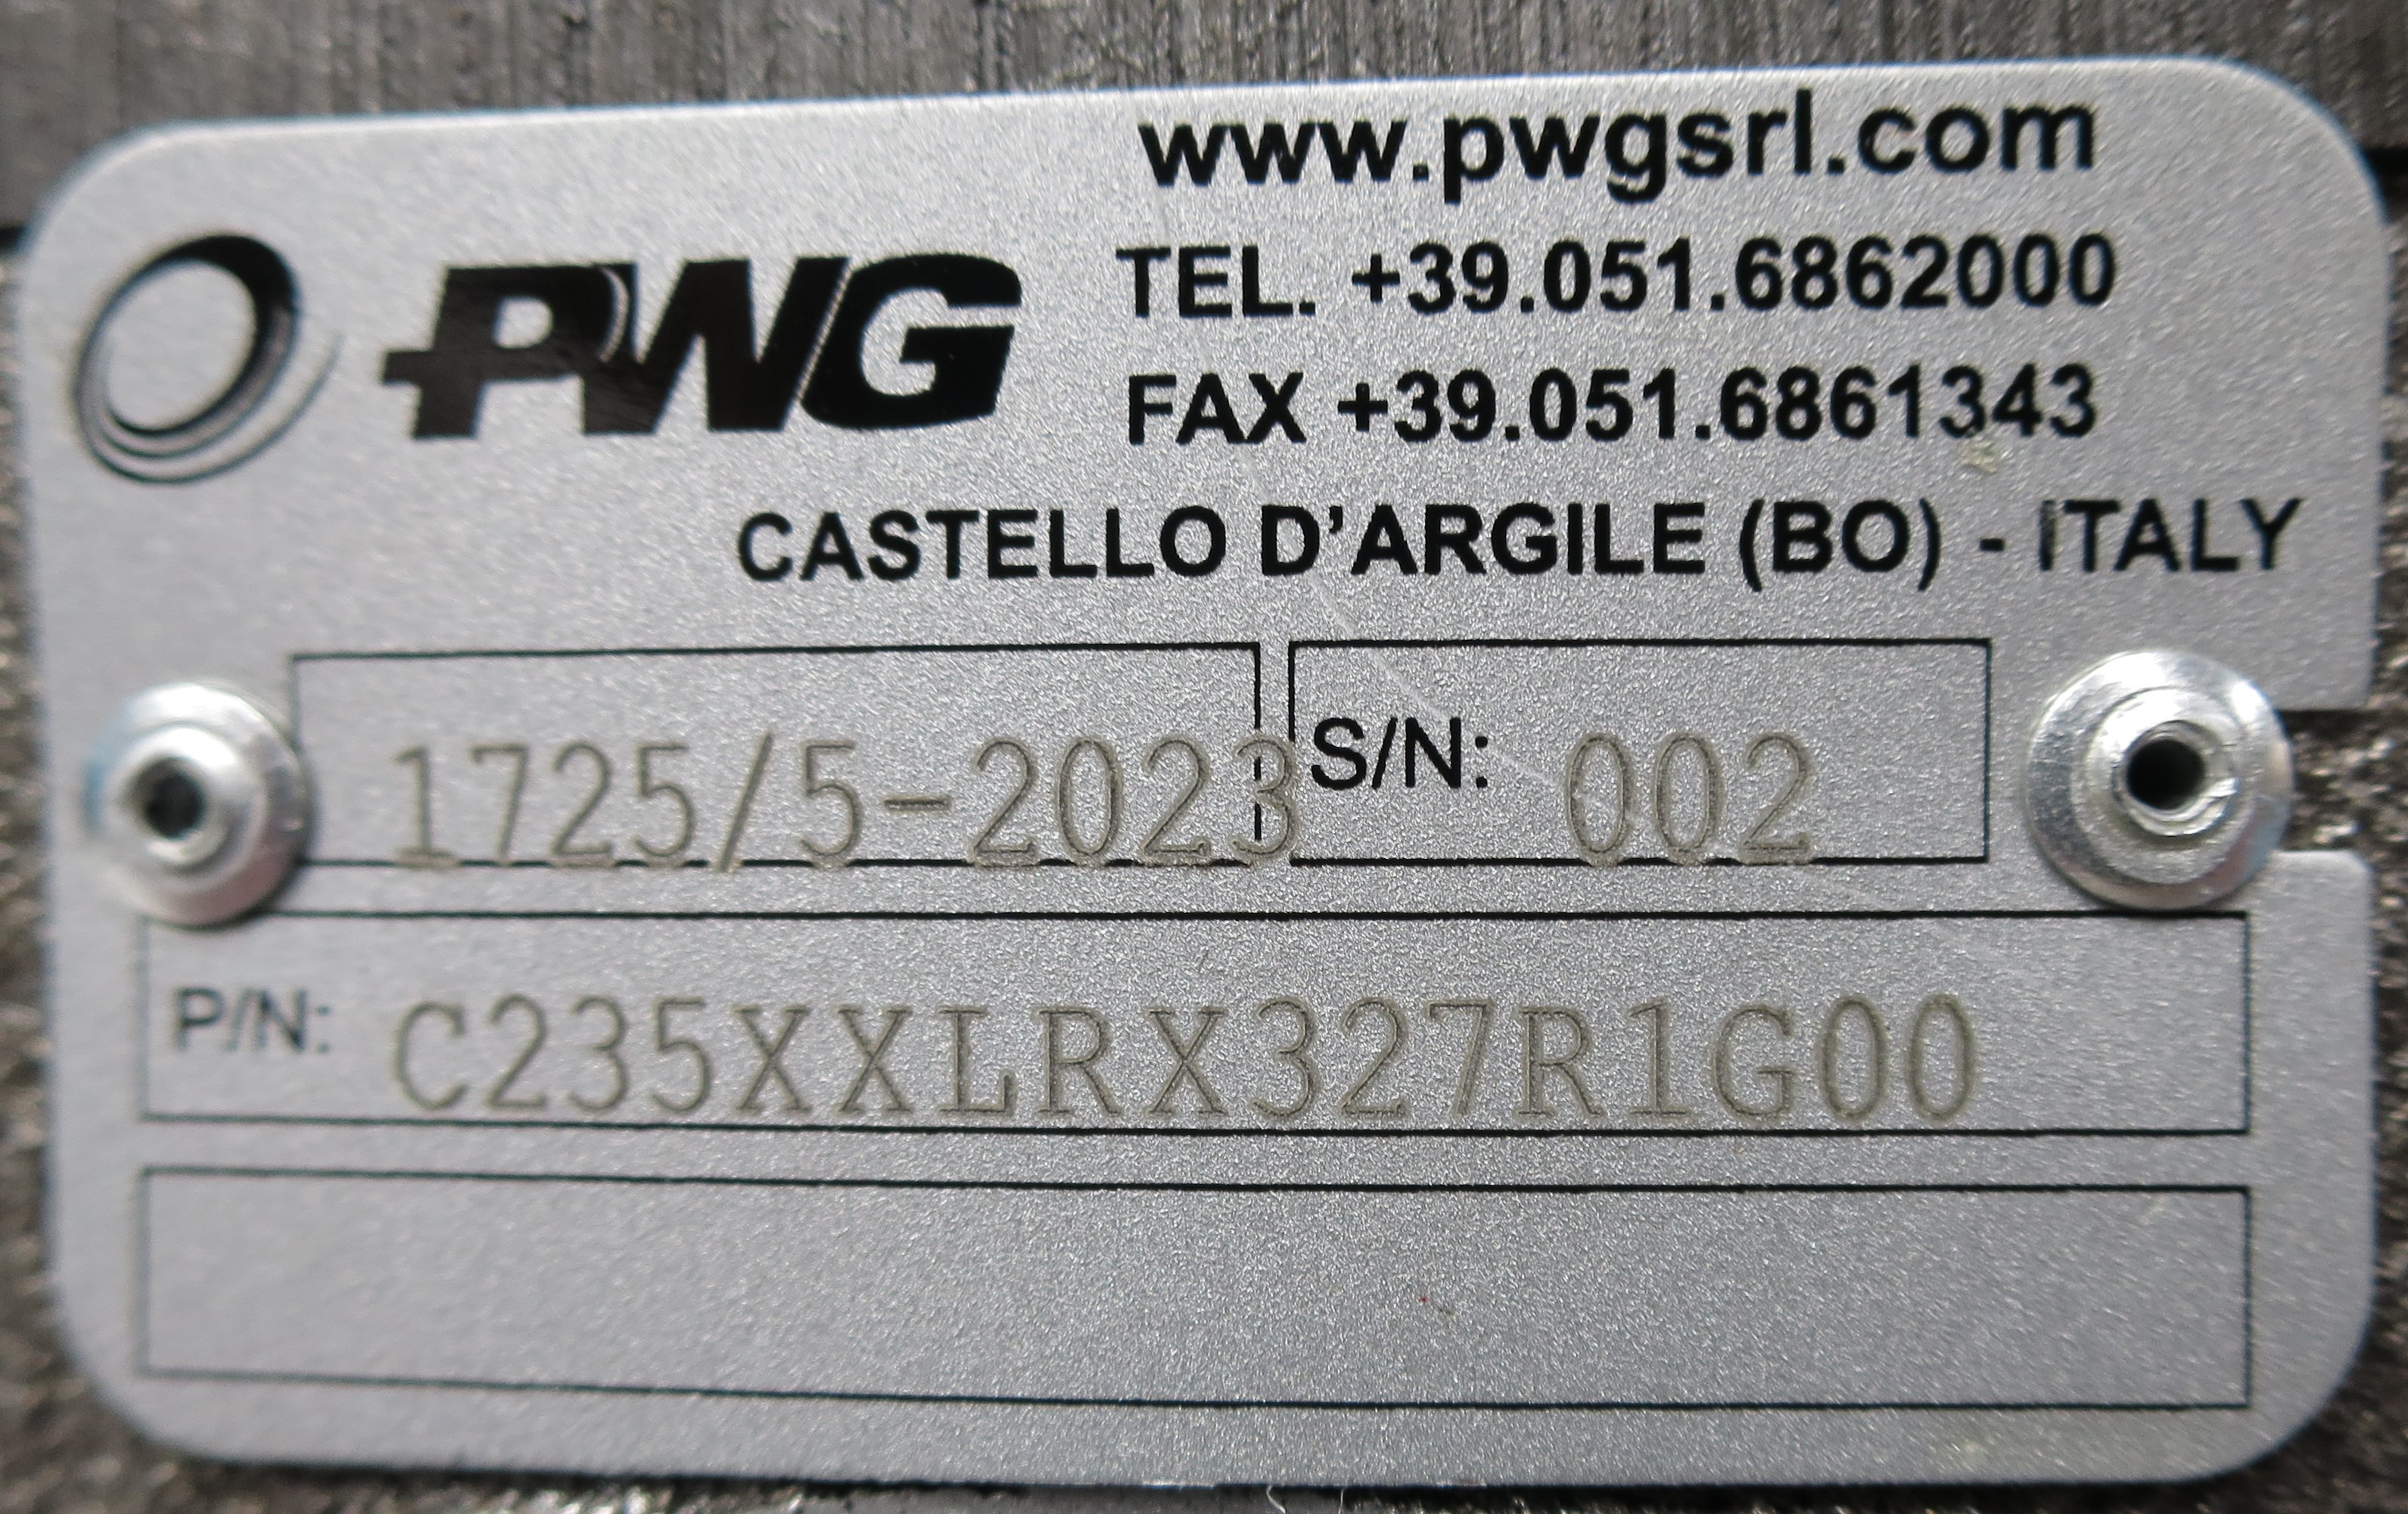 www.pwgsrl.com
PWG
TEL. +39.051.6862000
FAX +39.051.6861343
CASTELLO D'ARGILE (BO) - ITALY
1725/5-2023 S/N: 002
P/N: C235XXLRX327R1G00